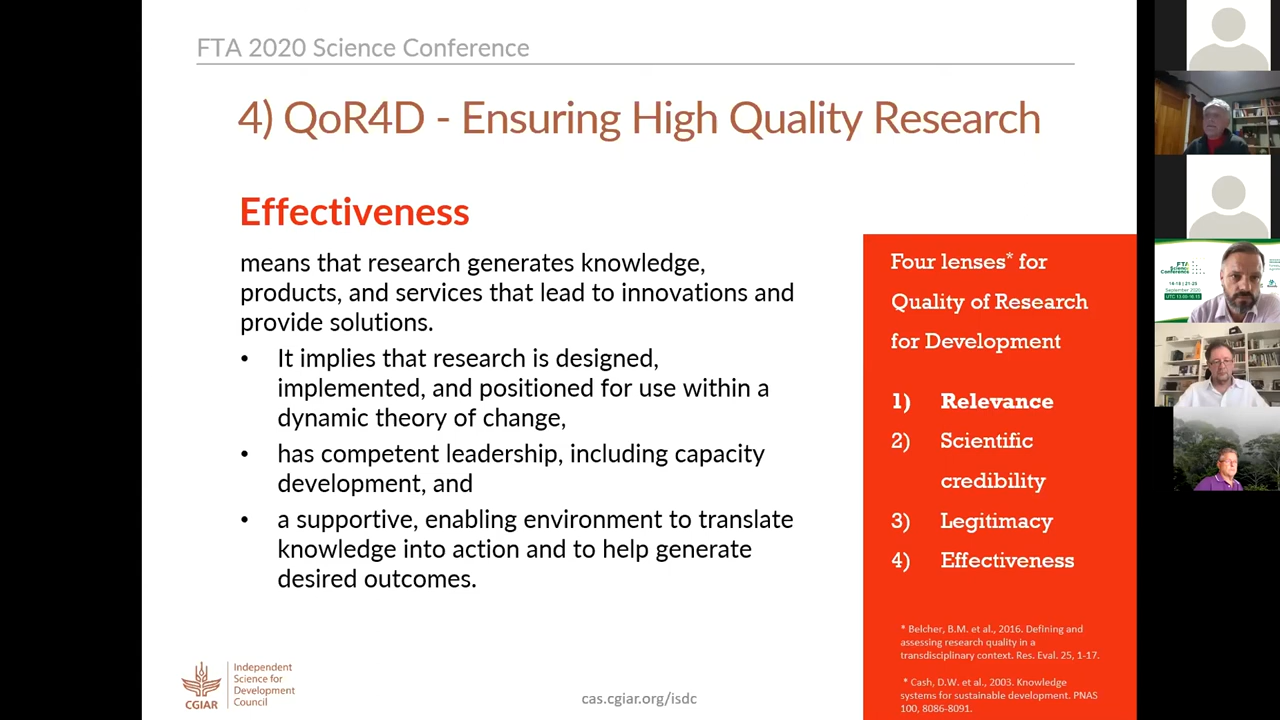 FTA 2020 Science Conference
4) QoR4D - Ensuring High Quality Research
Effectiveness
means that research generates knowledge,
products, and services that lead to innovations and
provide solutions.
• It implies that research is designed,
implemented, and positioned for use within a
dynamic theory of change,
• has competent leadership, including capacity
development, and
• a supportive, enabling environment to translate
knowledge into action and to help generate
desired outcomes.
Four lenses* for
Quality of Research
for Development
1) Relevance
2) Scientific
credibility
3) Legitimacy
4) Effectiveness
* Belcher, B.M. et al., 2016. Defining and
assessing research quality in a
transdisciplinary context. Res. Eval. 25, 1-17.
* Cash, D.W. et al., 2003. Knowledge
systems for sustainable development. PNAS
100, 8086-8091.
CGIAR
Independent
Science for
Development
Council
cas.cgiar.org/isdc
FTA
Science
Conference
September 2020